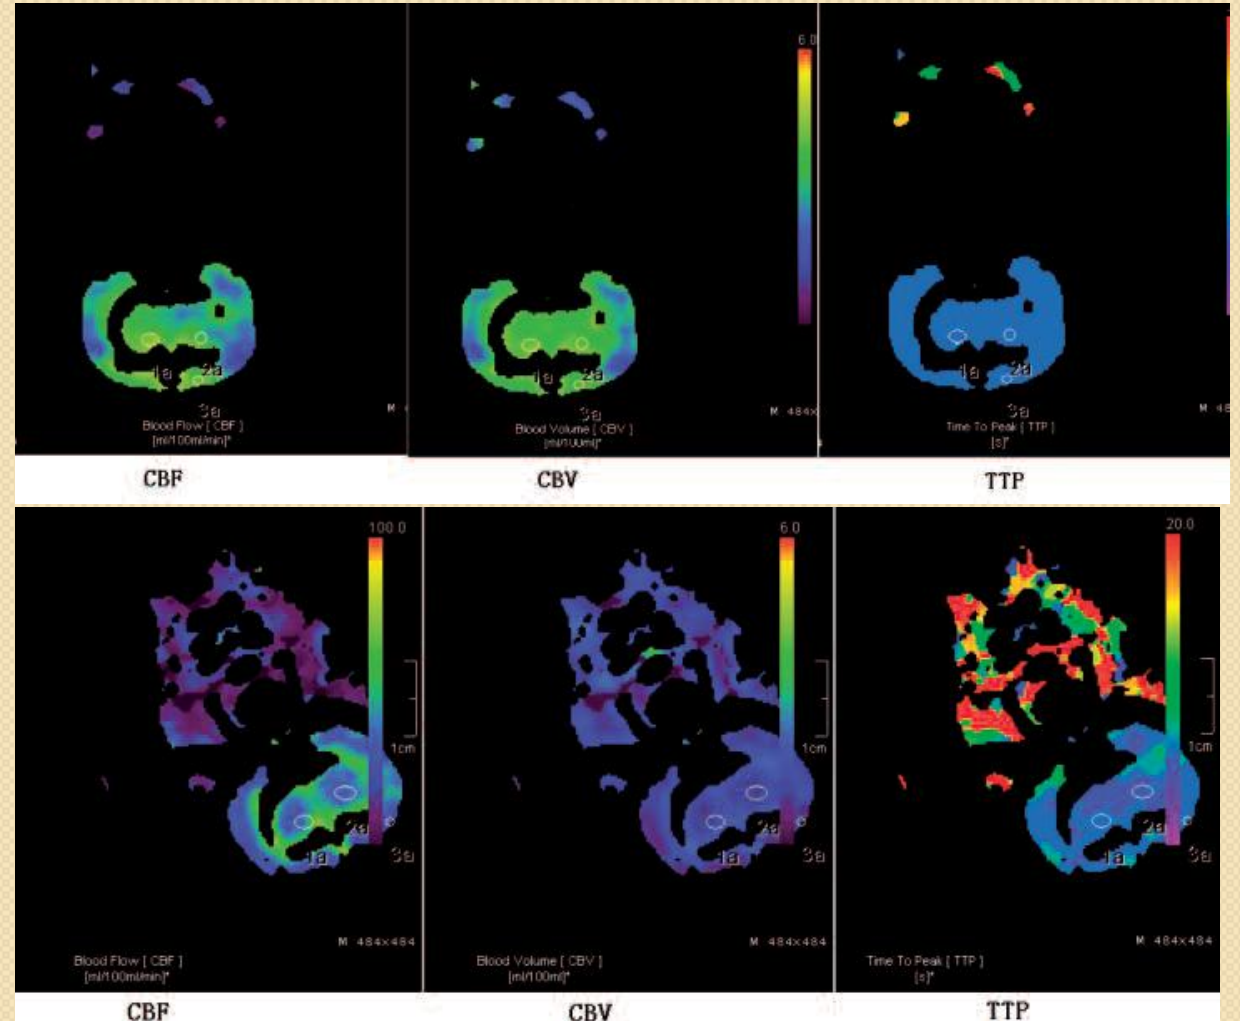 6.0
1a
2a
3a
Blood Flow [ CBF ]
[ml/100ml/min]*
M
1a
2a
3a
Blood Volume [ CBV ]
[ml/100ml]*
M 484x
1a
2a
3a
Time To Peak [ TTP ]
[s]*
M 48
CBF
CBV
TTP
100.0
1cm
1a
2a
3a
M 484x484
Blood Flow [ CBF ]
[ml/100ml/min]*
6.0
1cm
1a
2a
3a
M 484x484
Blood Volume [ CBV ]
[ml/100ml]*
20.0
1cm
1a
2a
3a
M 484x484
Time To Peak [ TTP ]
[s]*
CBF
CBV
TTP